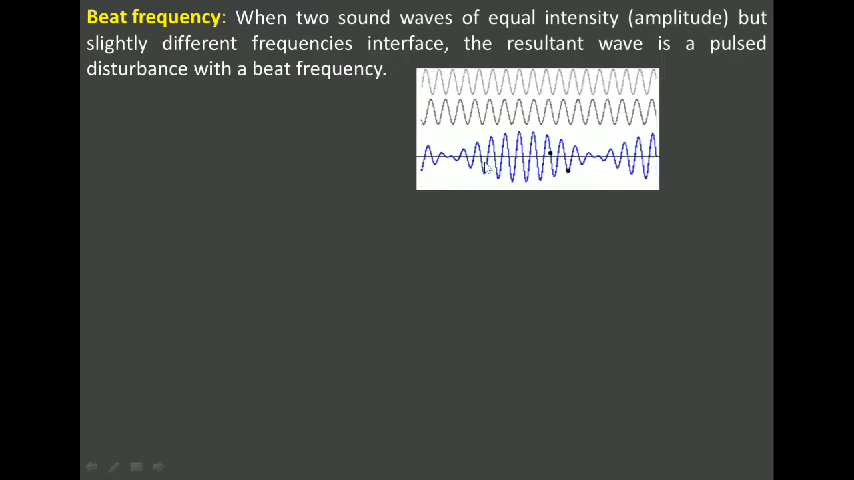 Beat frequency: When two sound waves of equal intensity (amplitude) but
slightly different frequencies interface, the resultant wave is a pulsed
disturbance with a beat frequency.